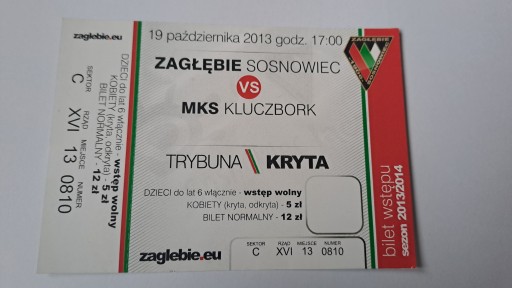 zaglebie.eu
DZIECI do lat 6 włącznie - wstęp wolny
KOBIETY (kryta, odkryta) - 5 zł
BILET NORMALNY - 12 zł
SEKTOR RZĄD MIEJSCE NUMER
C XVI 13 0810
19 października 2013 godz. 17:00
ZAGŁĘBIE SOSNOWIEC
VS
MKS KLUCZBORK
TRYBUNA KRYTA
DZIECI do lat 6 włącznie - wstęp wolny
KOBIETY (kryta, odkryta) - 5 zł
BILET NORMALNY - 12 zł
zaglebie.eu
SEKTOR RZĄD MIEJSCE NUMER
C XVI 13 0810
ZAGŁĘBIE
bilet wstępu
sezon 2013/2014